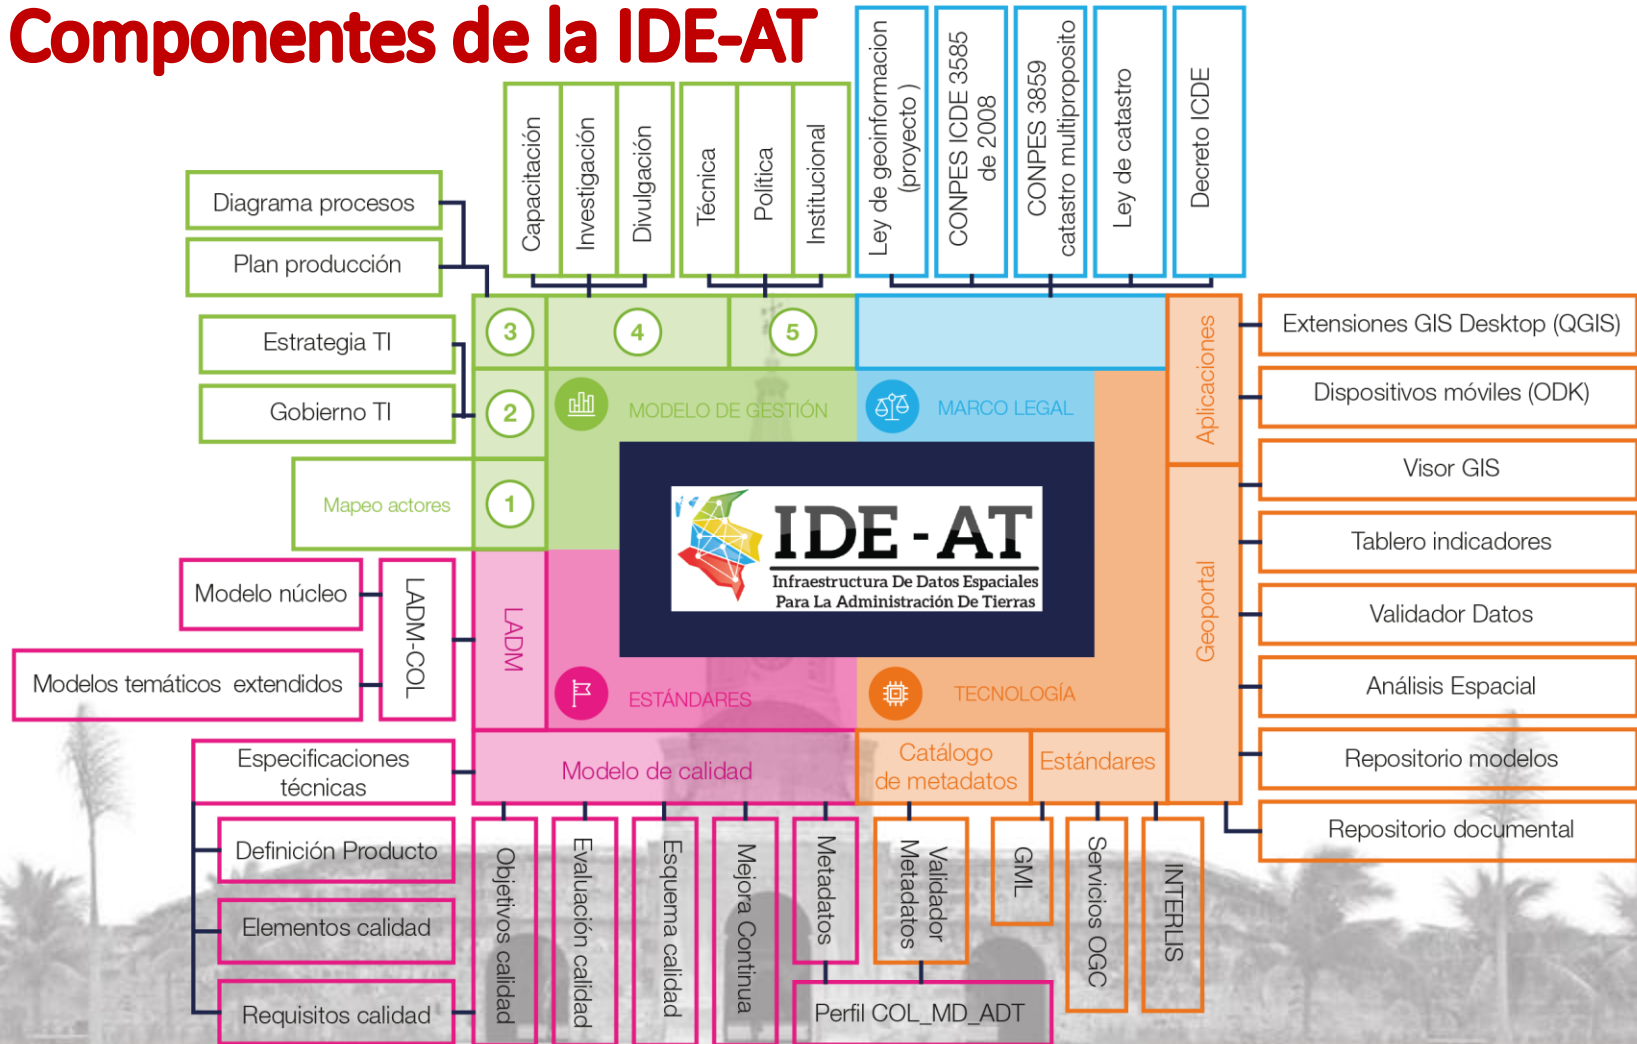 Componentes de la IDE-AT
Capacitación
Investigación
Divulgación
Técnica
Política
Institucional
Ley de geoinformacion
(proyecto )
CONPES ICDE 3585
de 2008
CONPES 3859
catastro multiproposito
Ley de catastro
Decreto ICDE
Diagrama procesos
Plan producción
Estrategia TI
Gobierno TI
Mapeo actores
3
4
5
2
1
MODELO DE GESTIÓN
MARCO LEGAL
Aplicaciones
Extensiones GIS Desktop (QGIS)
Dispositivos móviles (ODK)
Visor GIS
Tablero indicadores
Validador Datos
Análisis Espacial
Repositorio modelos
Repositorio documental
Geoportal
IDE-AT
Infraestructura De Datos Espaciales
Para La Administración De Tierras
Modelo núcleo
Modelos temáticos extendidos
LADM-COL
LADM
ESTÁNDARES
TECNOLOGÍA
Especificaciones
técnicas
Modelo de calidad
Catálogo
de metadatos
Estándares
Definición Producto
Elementos calidad
Requisitos calidad
Objetivos calidad
Evaluación calidad
Esquema calidad
Mejora Continua
Metadatos
Validador
Metadatos
GML
Servicios OGC
INTERLIS
Perfil COL_MD_ADT